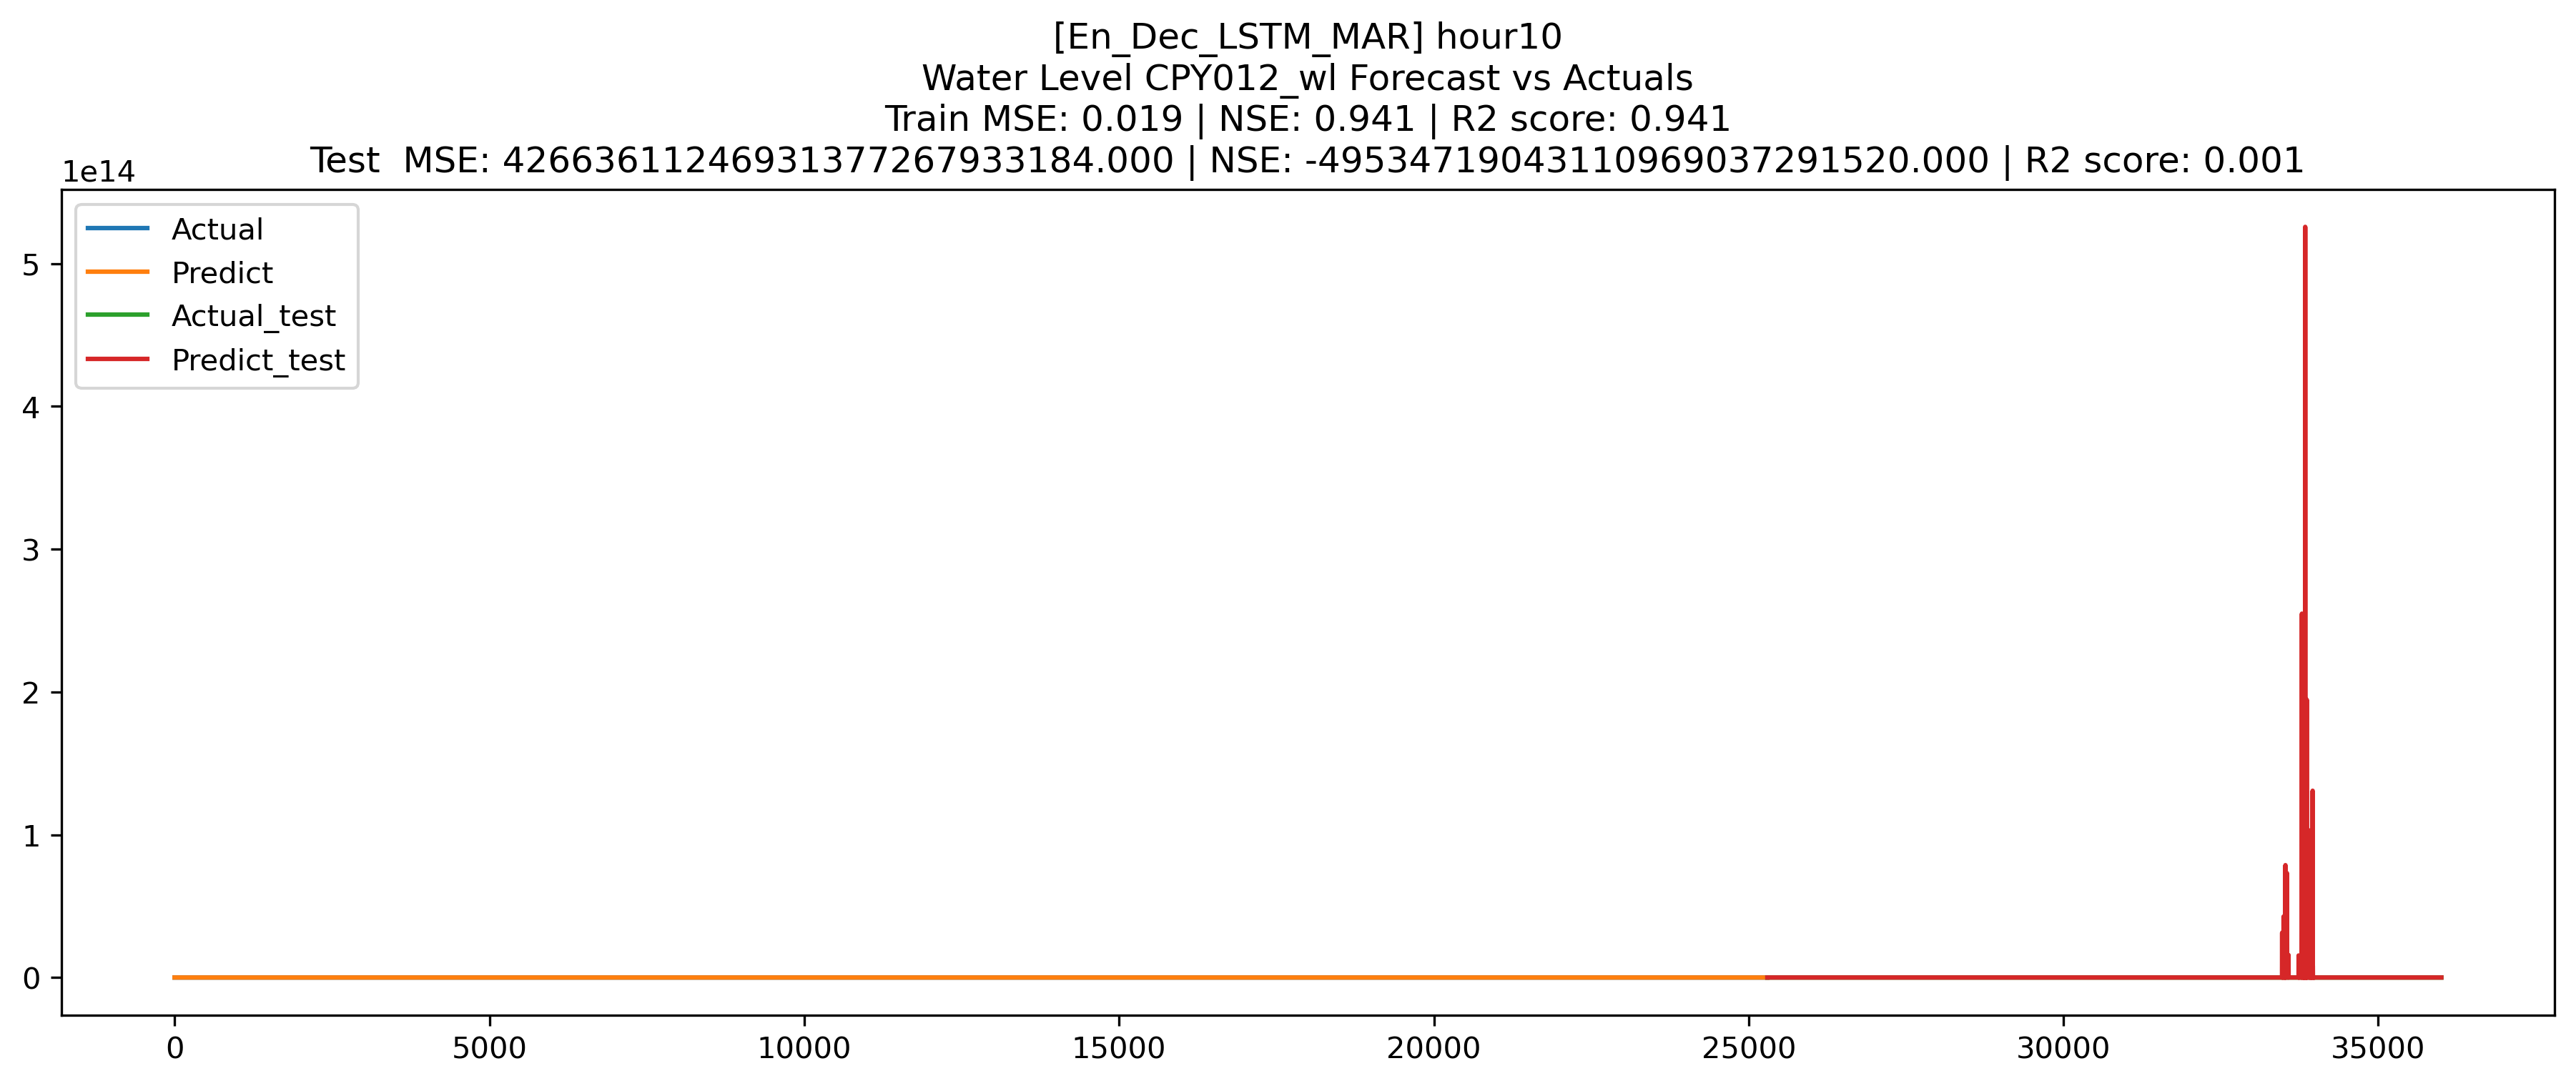 [En_Dec_LSTM_MAR] hour10
Water Level CPY012_wl Forecast vs Actuals
Train MSE: 0.019 | NSE: 0.941 | R2 score: 0.941
Test  MSE: 42663611246931377267933184.000 | NSE: -495347190431110969037291520.000 | R2 score: 0.001
1e14
Actual
Predict
Actual_test
Predict_test
5
4
3
2
1
0
0 5000 10000 15000 20000 25000 30000 35000